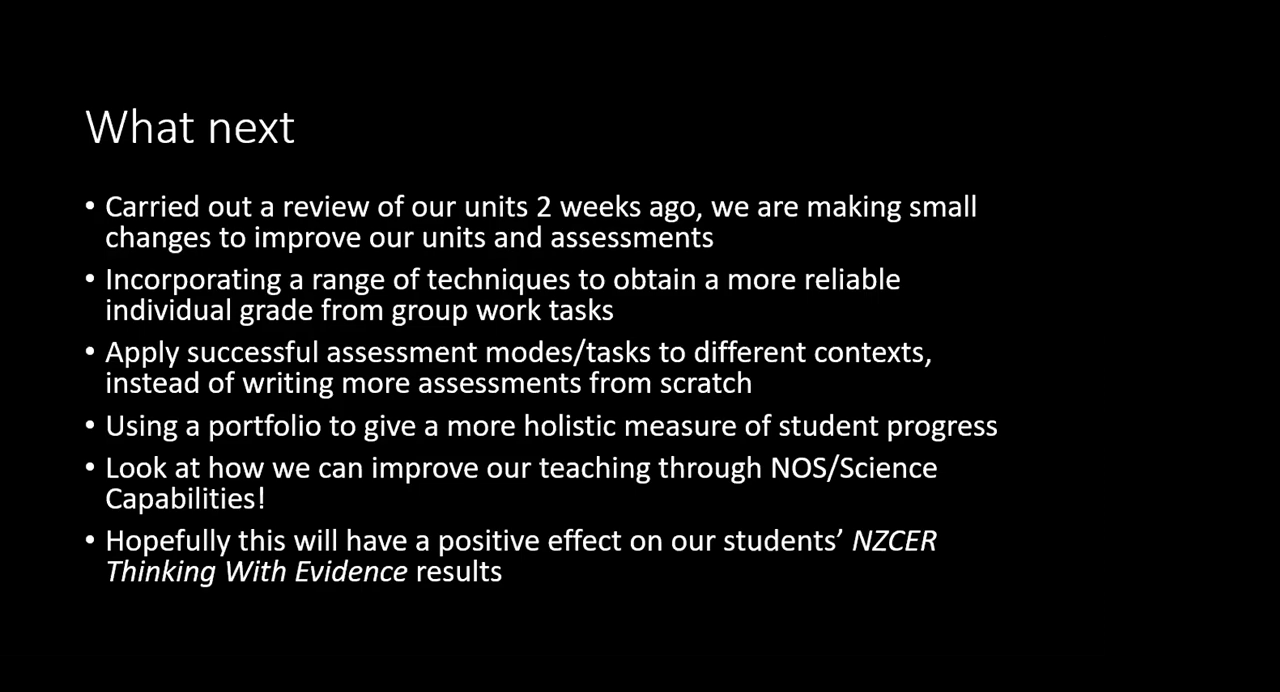 What next
• Carried out a review of our units 2 weeks ago, we are making small
changes to improve our units and assessments
• Incorporating a range of techniques to obtain a more reliable
individual grade from group work tasks
• Apply successful assessment modes/tasks to different contexts,
instead of writing more assessments from scratch
• Using a portfolio to give a more holistic measure of student progress
• Look at how we can improve our teaching through NOS/Science
Capabilities!
• Hopefully this will have a positive effect on our students’ NZCER
Thinking With Evidence results